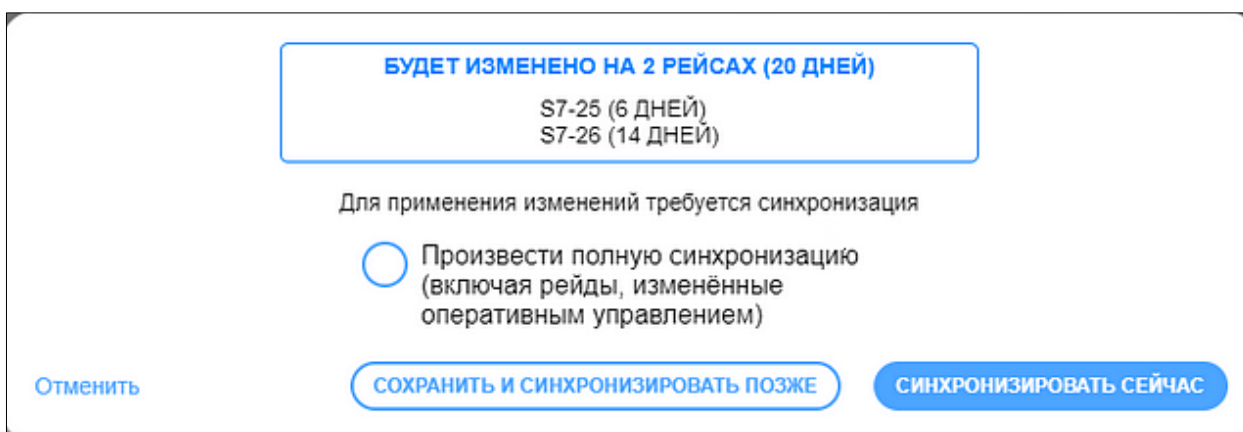 БУДЕТ ИЗМЕНЕНО НА 2 РЕЙСАХ (20 ДНЕЙ)
S7-25 (6 ДНЕЙ)
S7-26 (14 ДНЕЙ)
Для применения изменений требуется синхронизация
Произвести полную синхронизацию
(включая рейды, изменённые
оперативным управлением)
Отменить
СОХРАНИТЬ И СИНХРОНИЗИРОВАТЬ ПОЗЖЕ
СИНХРОНИЗИРОВАТЬ СЕЙЧАС